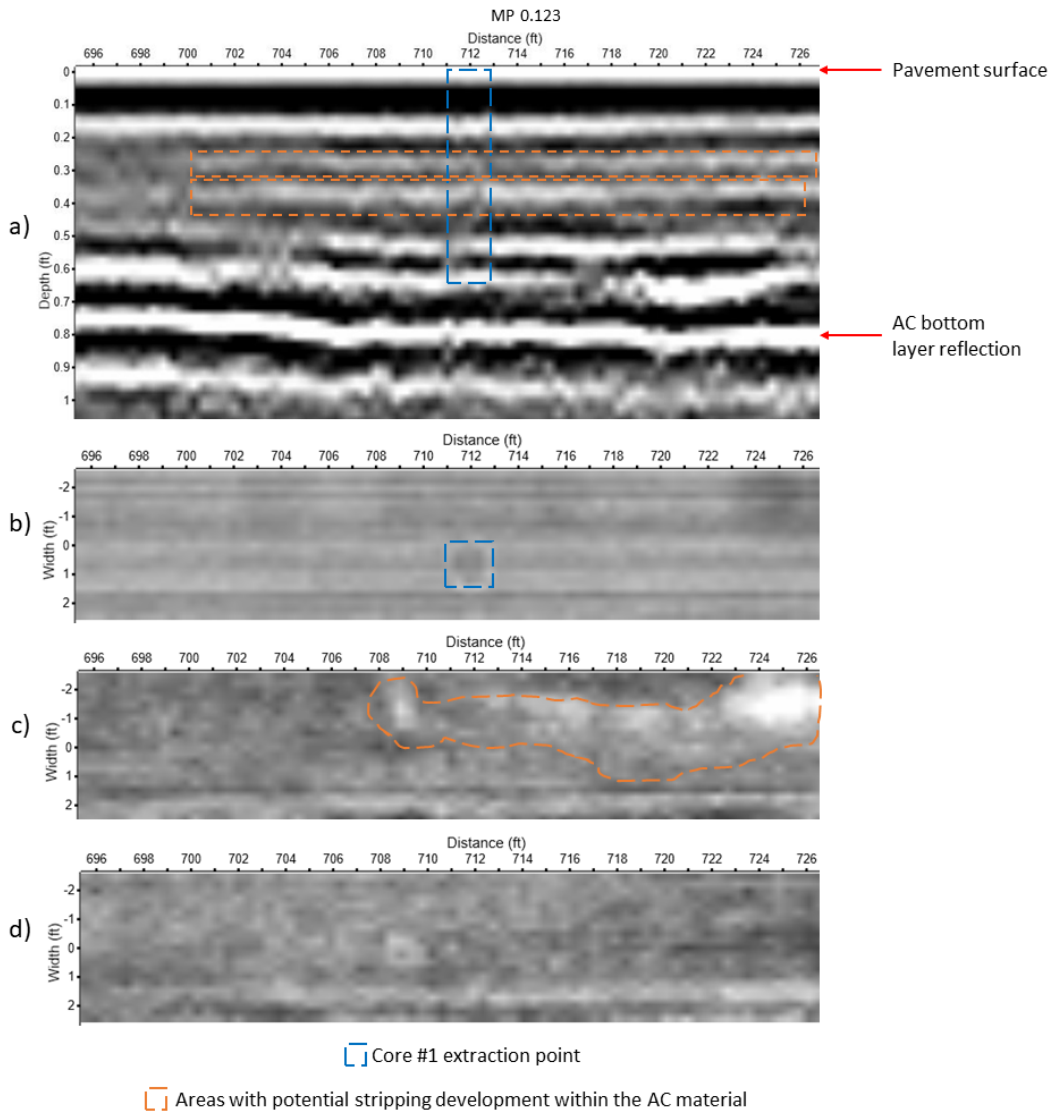 MP 0.123
Distance (ft)
696 698 700 702 704 706 708 710 712 714 716 718 720 722 724 726
0
0.1
0.2
0.3
0.4
0.5
0.6
0.7
0.8
0.9
1
Depth (ft)
a)
Pavement surface
AC bottom
layer reflection
Distance (ft)
696 698 700 702 704 706 708 710 712 714 716 718 720 722 724 726
b)
Width (ft)
-2
-1
0
1
2
Distance (ft)
696 698 700 702 704 706 708 710 712 714 716 718 720 722 724 726
c)
Width (ft)
-2
-1
0
1
2
Distance (ft)
696 698 700 702 704 706 708 710 712 714 716 718 720 722 724 726
d)
Width (ft)
-2
-1
0
1
2
Core #1 extraction point
Areas with potential stripping development within the AC material